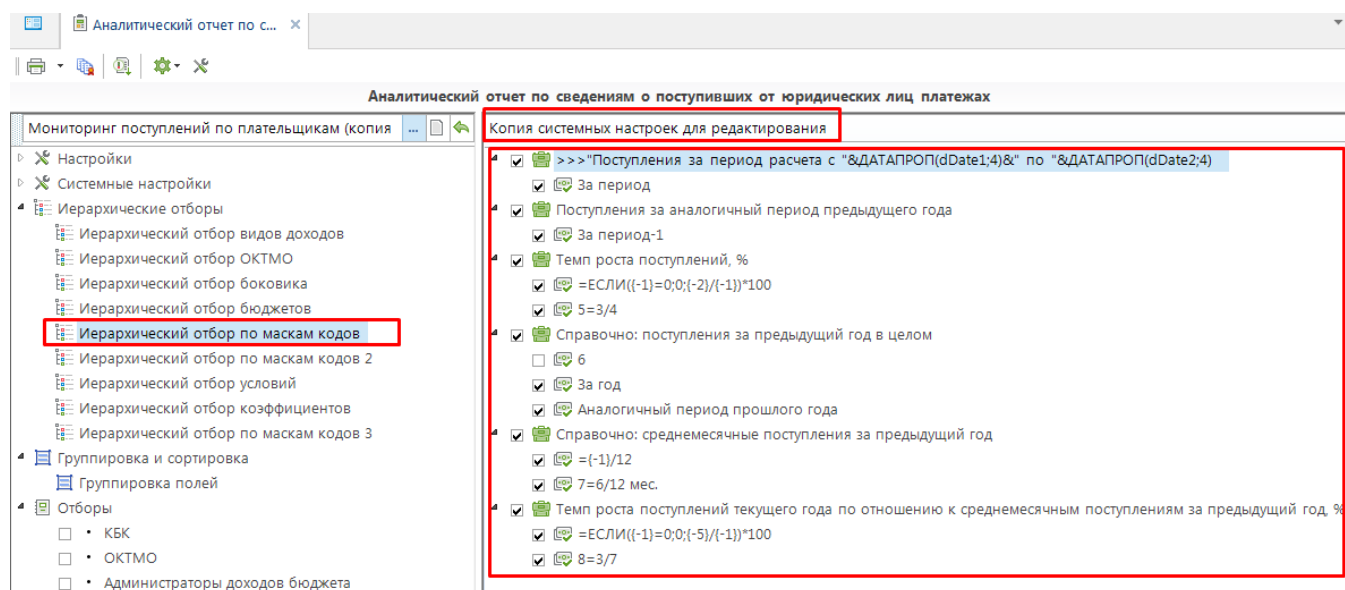 Аналитический отчет по с...
Аналитический отчет по сведениям о поступивших от юридических лиц платежах
Мониторинг поступлений по плательщикам (копия
...
Настройки
Системные настройки
Иерархические отборы
Иерархический отбор видов доходов
Иерархический отбор ОКТМО
Иерархический отбор боковика
Иерархический отбор бюджетов
Иерархический отбор по маскам кодов
Иерархический отбор по маскам кодов 2
Иерархический отбор условий
Иерархический отбор коэффициентов
Иерархический отбор по маскам кодов 3
Группировка и сортировка
Группировка полей
Отборы
• КБК
• ОКТМО
• Администраторы доходов бюджета
Копия системных настроек для редактирования
>>>"Поступления за период расчета с "&ДАТАПРОП(dDate1;4)&" по "&ДАТАПРОП(dDate2;4)
За период
Поступления за аналогичный период предыдущего года
За период-1
Темп роста поступлений, %
=ЕСЛИ({-1}=0;0;{-2}/{-1})*100
5=3/4
Справочно: поступления за предыдущий год в целом
6
За год
Аналогичный период прошлого года
Справочно: среднемесячные поступления за предыдущий год
={-1}/12
7=6/12 мес.
Темп роста поступлений текущего года по отношению к среднемесячным поступлениям за предыдущий год, %
=ЕСЛИ({-1}=0;0;{-5}/{-1})*100
8=3/7